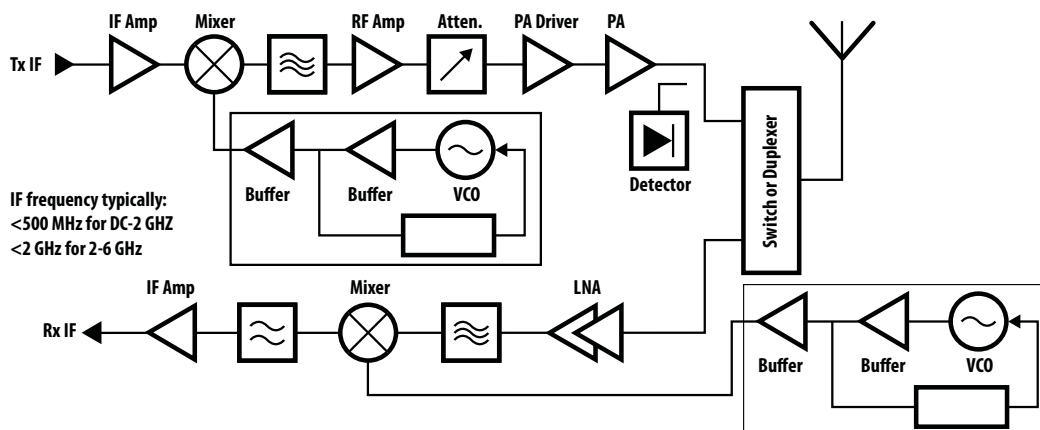 IF Amp
Mixer
RF Amp
Atten.
PA Driver
PA
Tx IF
Buffer
Buffer
VCO
Detector
Switch or Duplexer
IF frequency typically:
<500 MHz for DC-2 GHZ
<2 GHz for 2-6 GHz
IF Amp
Mixer
LNA
Rx IF
Buffer
Buffer
VCO